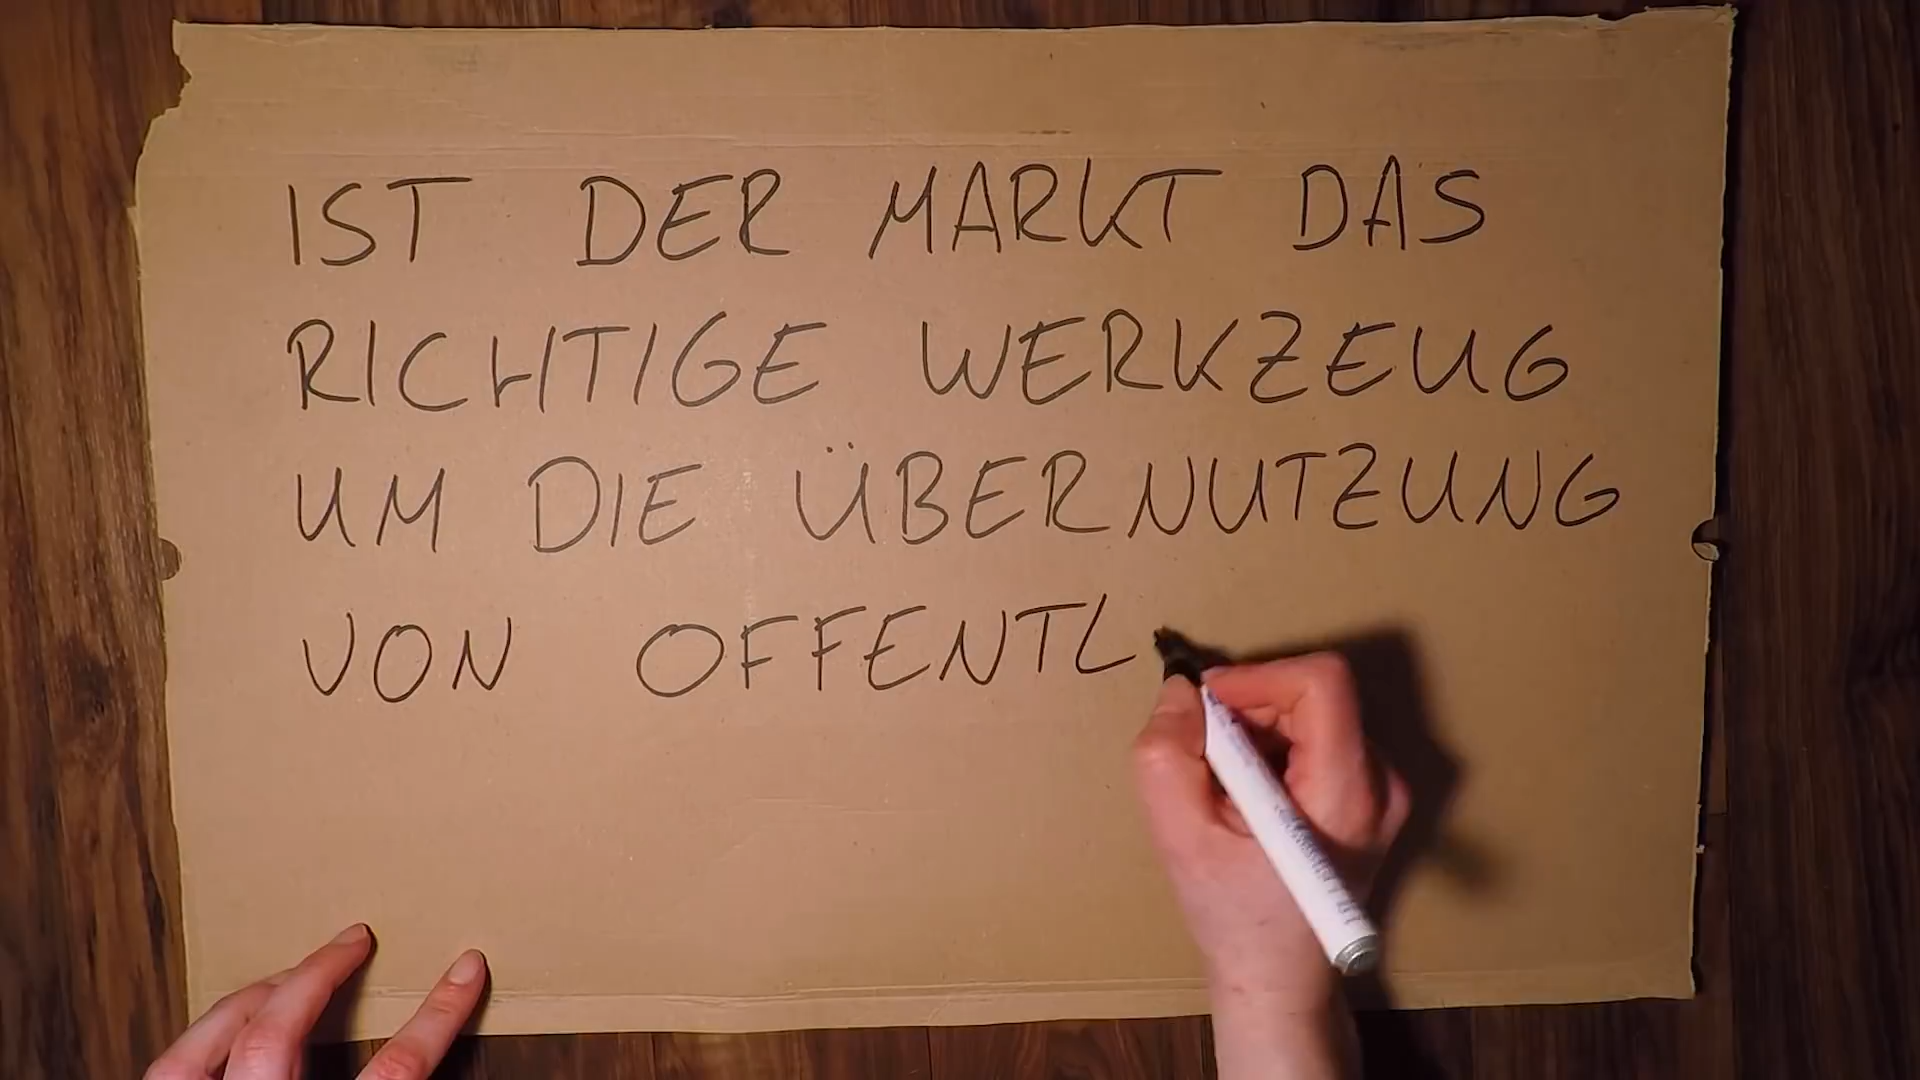 IST DER MARKT DAS
RICHTIGE WERKZEUG
UM DIE ÜBERNUTZUNG
VON OFFENTL